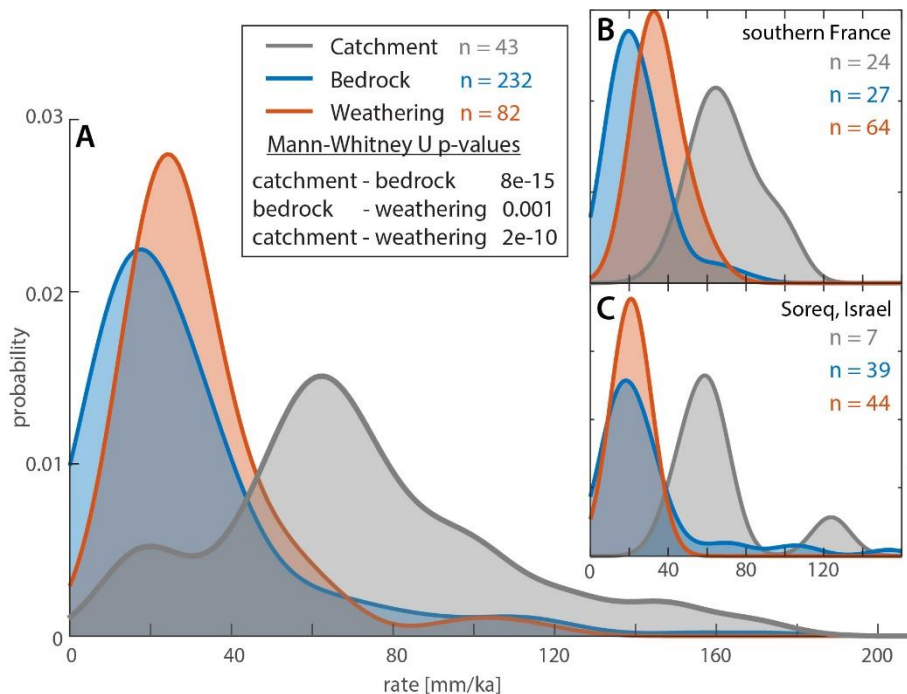 A
Catchment n = 43
Bedrock n = 232
Weathering n = 82
Mann-Whitney U p-values
catchment - bedrock 8e-15
bedrock - weathering 0.001
catchment - weathering 2e-10
B
southern France
n = 24
n = 27
n = 64
C
Soreq, Israel
n = 7
n = 39
n = 44
0 40 80 120
probability
0.03
0.02
0.01
0
0 40 80 120 160 200
rate [mm/ka]